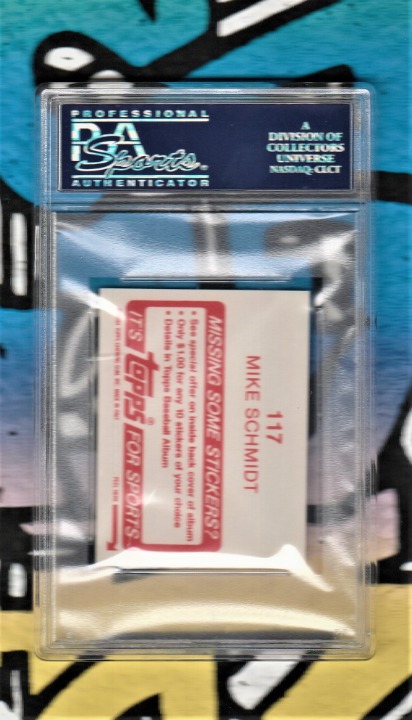 PROFESSIONAL
PSA
Sports
AUTHENTICATOR
A
DIVISION OF
COLLECTORS
UNIVERSE
NASDAQ: CLCT
117
MIKE SCHMIDT
MISSING SOME STICKERS?
• See special offer on inside back cover of album
• Only $1.00 for any 10 stickers of your choice
• Details in Topps Baseball Album
IT'S TOPPS® FOR SPORTS